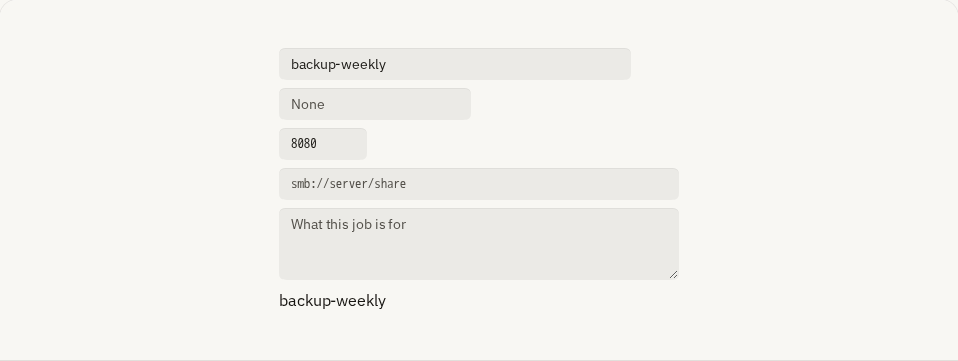 backup-weekly
None
8080
smb://server/share
What this job is for
backup-weekly